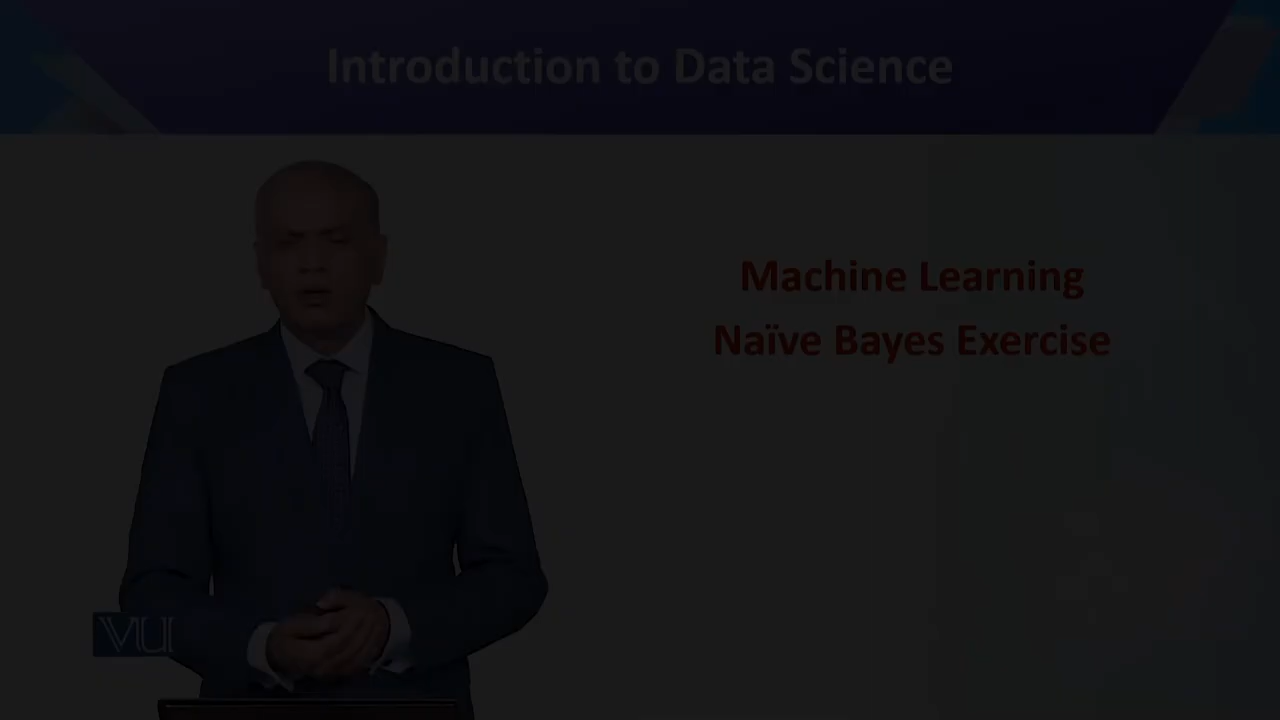 Introduction to Data Science
Machine Learning
Naïve Bayes Exercise
VU